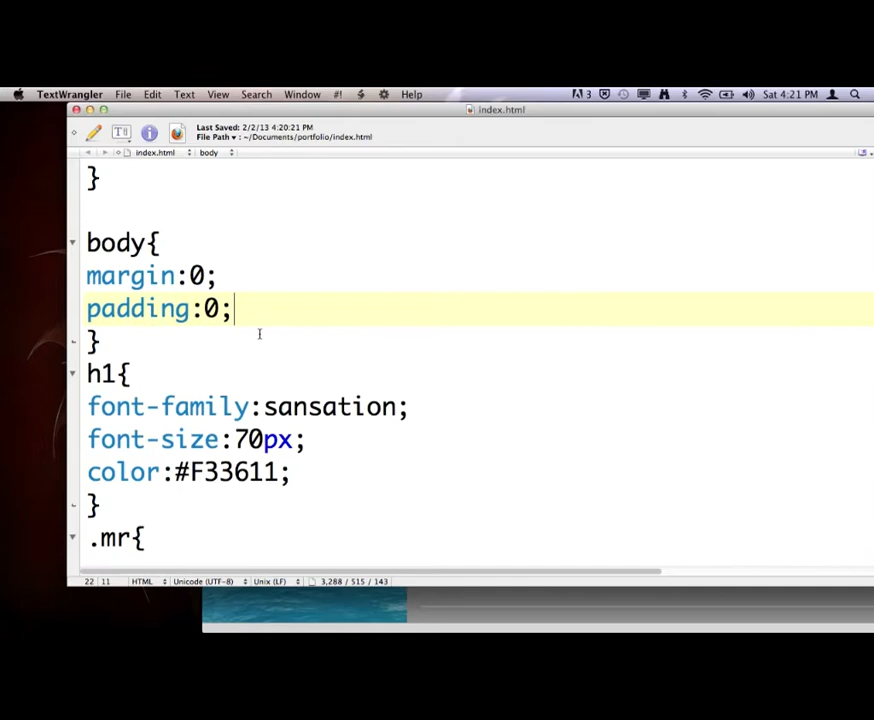 TextWrangler File Edit Text View Search Window #! Help 3 Sat 4:21 PM
index.html
Last Saved: 2/2/13 4:20:21 PM
File Path ▾ : ~/Documents/portfolio/index.html
index.html body
}
body{
margin:0;
padding:0;
}
h1{
font-family:sansation;
font-size:70px;
color:#F33611;
}
.mr{
22 11 HTML Unicode (UTF-8) Unix (LF) 3,288 / 515 / 143